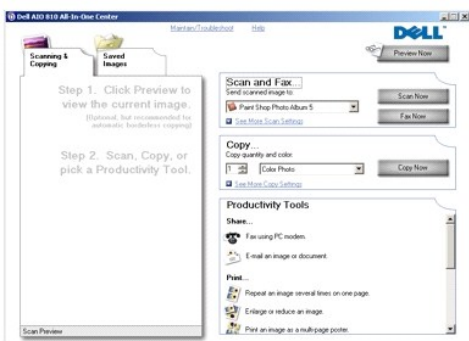 Dell AIO 810 All-In-One Center
Maintain/Troubleshoot Help
DELL
Preview Now
Scanning & Copying
Saved Images
Step 1. Click Preview to
view the current image.
(Optional, but recommended for
automatic borderless copying)
Step 2. Scan, Copy, or
pick a Productivity Tool.
Scan Preview
Scan and Fax...
Send scanned image to:
Paint Shop Photo Album 5
See More Scan Settings
Scan Now
Fax Now
Copy...
Copy quantity and color.
1 Color Photo
See More Copy Settings
Copy Now
Productivity Tools
Share...
Fax using PC modem.
E-mail an image or document.
Print...
Repeat an image several times on one page.
Enlarge or reduce an image.
Print an image as a multi-page poster.